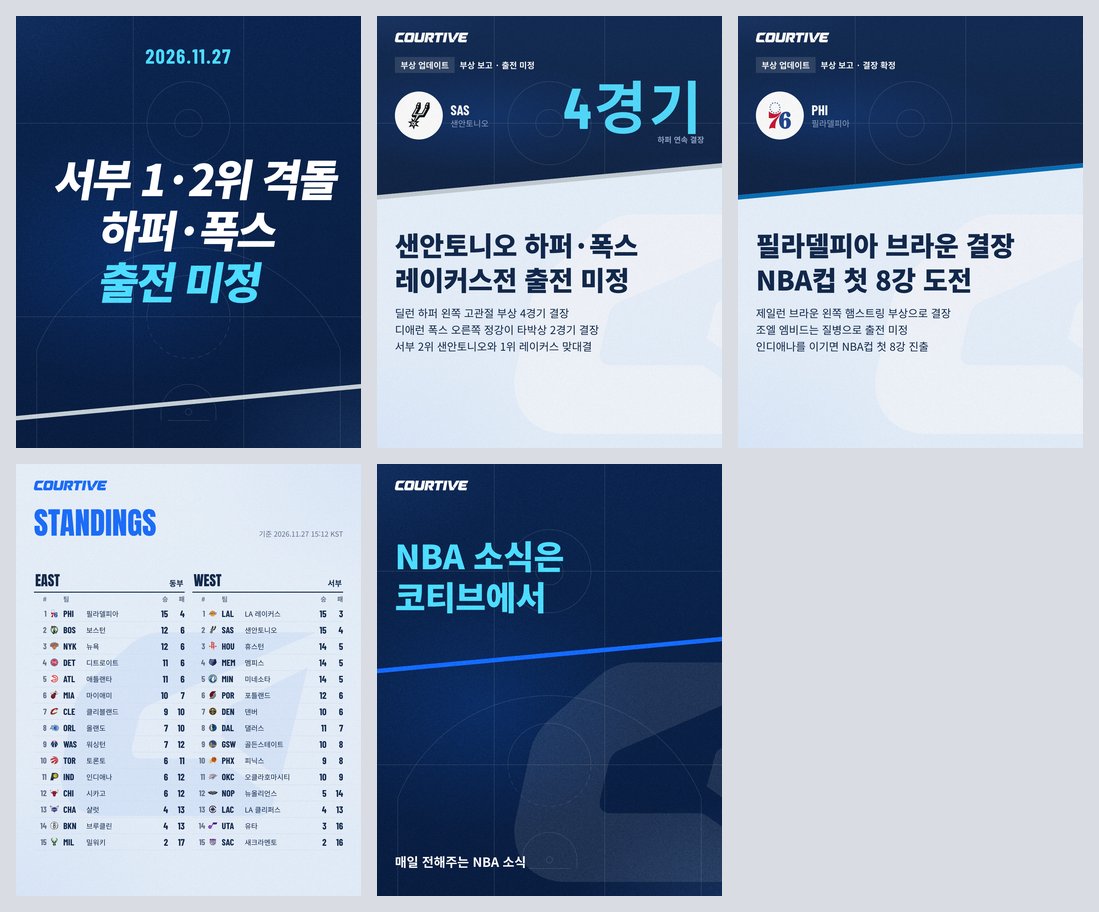 2026.11.27
서부 1·2위 격돌
하퍼·폭스
출전 미정
COURTIVE
부상 업데이트 부상 보고 · 출전 미정
SAS
샌안토니오
4경기
하퍼 연속 결장
샌안토니오 하퍼·폭스
레이커스전 출전 미정
딜런 하퍼 왼쪽 고관절 부상 4경기 결장
디애런 폭스 오른쪽 정강이 타박상 2경기 결장
서부 2위 샌안토니오와 1위 레이커스 맞대결
COURTIVE
부상 업데이트 부상 보고 · 결장 확정
76
PHI
필라델피아
필라델피아 브라운 결장
NBA컵 첫 8강 도전
제일런 브라운 왼쪽 햄스트링 부상으로 결장
조엘 엠비드는 질병으로 출전 미정
인디애나를 이기면 NBA컵 첫 8강 진출
COURTIVE
STANDINGS
기준 2026.11.27 15:12 KST
EAST 동부
# 팀 승 패
1 PHI 필라델피아 15 4
2 BOS 보스턴 12 6
3 NYK 뉴욕 12 6
4 DET 디트로이트 11 6
5 ATL 애틀랜타 11 6
6 MIA 마이애미 10 7
7 CLE 클리블랜드 9 10
8 ORL 올랜도 7 10
9 WAS 워싱턴 7 12
10 TOR 토론토 6 11
11 IND 인디애나 6 12
12 CHI 시카고 6 12
13 CHA 샬럿 4 13
14 BKN 브루클린 4 13
15 MIL 밀워키 2 17
WEST 서부
# 팀 승 패
1 LAL LA 레이커스 15 3
2 SAS 샌안토니오 15 4
3 HOU 휴스턴 14 5
4 MEM 멤피스 14 5
5 MIN 미네소타 14 5
6 POR 포틀랜드 12 6
7 DEN 덴버 10 6
8 DAL 댈러스 11 7
9 GSW 골든스테이트 10 8
10 PHX 피닉스 9 8
11 OKC 오클라호마시티 10 9
12 NOP 뉴올리언스 5 14
13 LAC LA 클리퍼스 4 13
14 UTA 유타 3 16
15 SAC 새크라멘토 2 16
COURTIVE
NBA 소식은
코티브에서
매일 전해주는 NBA 소식